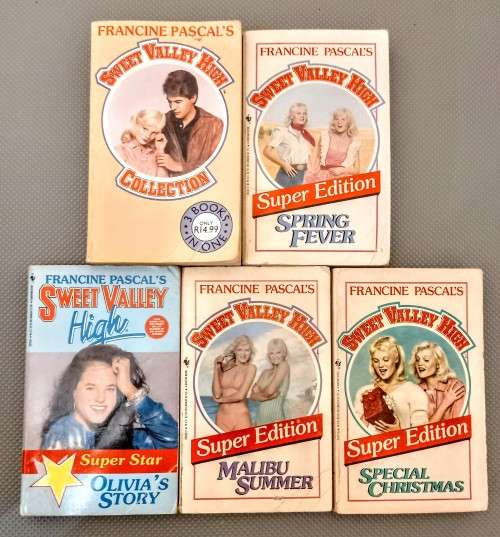 FRANCINE PASCAL'S
SWEET VALLEY HIGH
COLLECTION
3 BOOKS
ONLY
R14.99
IN ONE
FRANCINE PASCAL'S
SWEET VALLEY HIGH
Super Edition
SPRING
FEVER
FRANCINE PASCAL'S
SWEET VALLEY
High
Super Star
OLIVIA'S
STORY
FRANCINE PASCAL'S
SWEET VALLEY HIGH
Super Edition
MALIBU
SUMMER
FRANCINE PASCAL'S
SWEET VALLEY HIGH
Super Edition
SPECIAL
CHRISTMAS